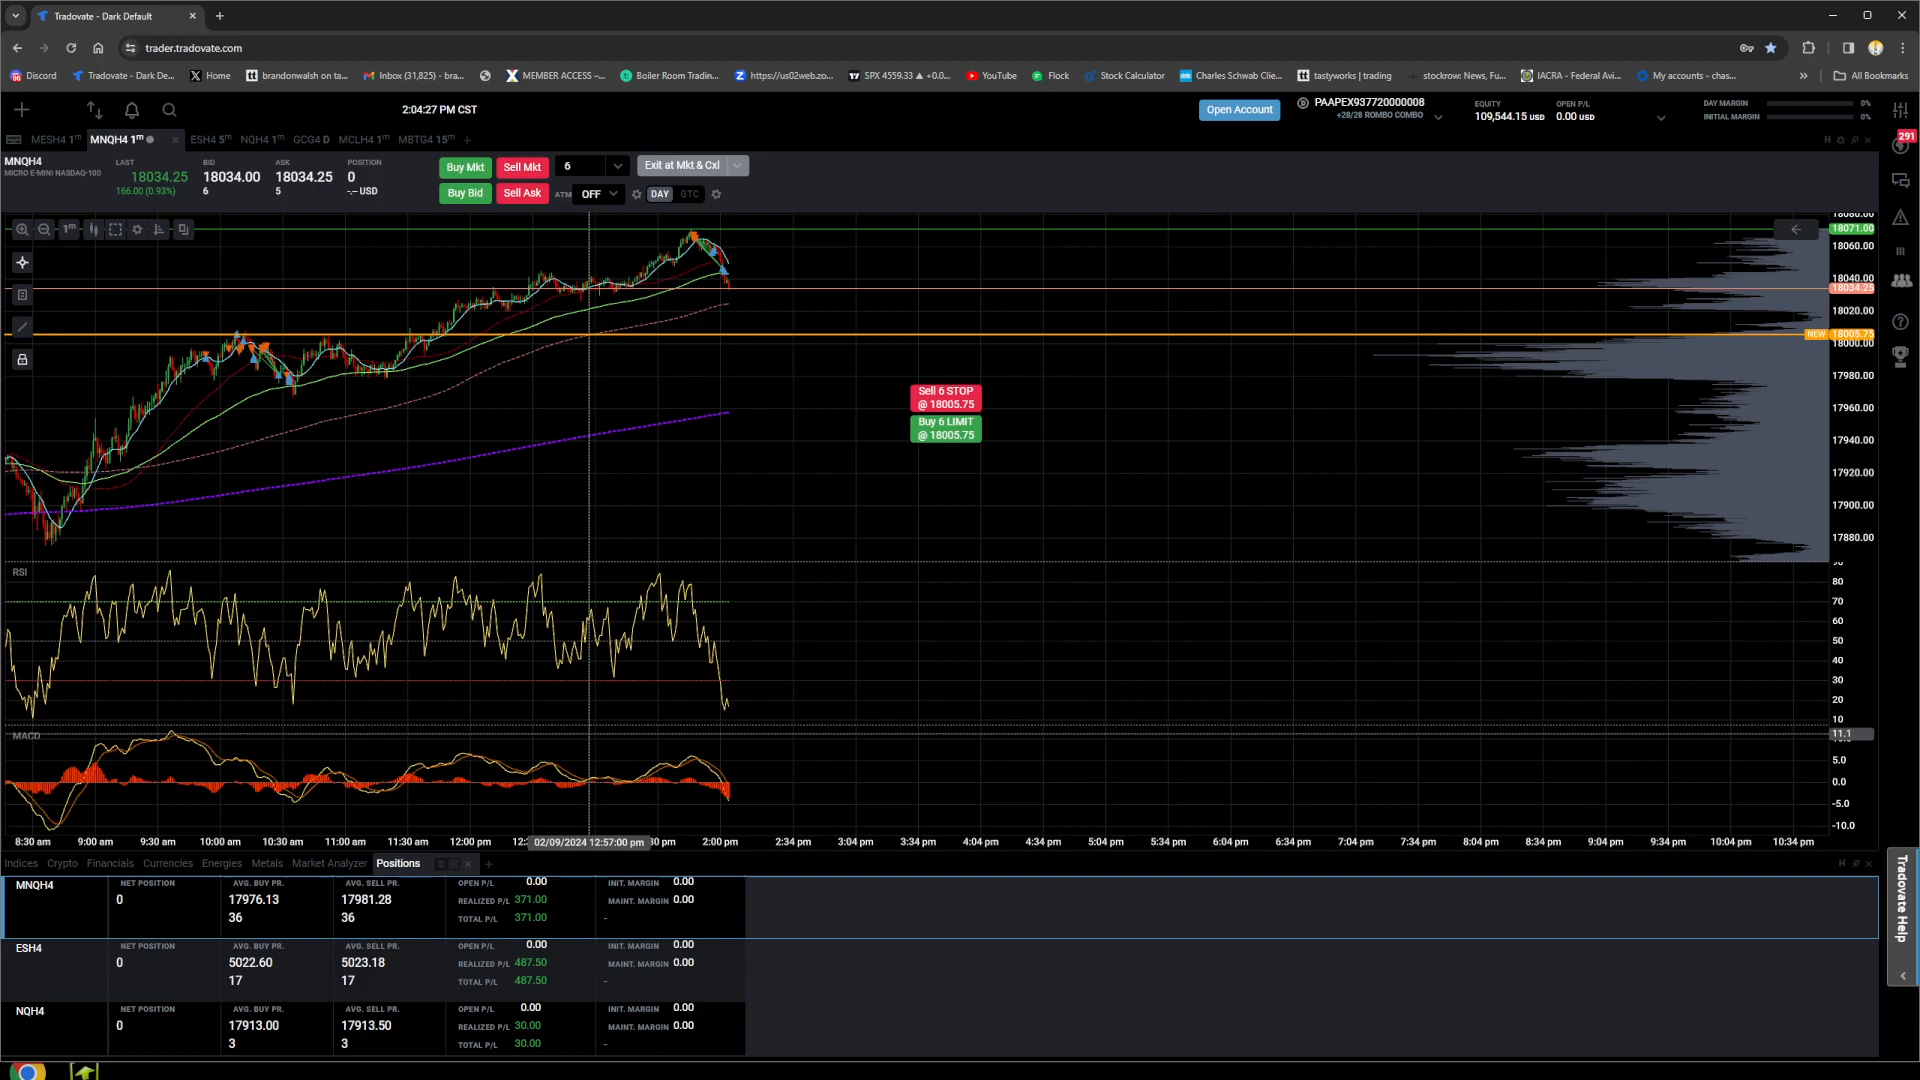 Tradovate - Dark Default
trader.tradovate.com
Discord Tradovate - Dark De... Home brandonwalsh on ta... Inbox (31,825) - bra... MEMBER ACCESS –... Boiler Room Tradin... https://us02web.zo... SPX 4559.33 ▲ +0.0... YouTube Flock Stock Calculator Charles Schwab Clie... tastyworks | trading stockrow: News, Fu... IACRA - Federal Avi... My accounts - chas... » All Bookmarks
2:04:27 PM CST
Open Account
PAAPEX937720000008
+28/28 ROMBO COMBO
EQUITY
109,544.15 USD
OPEN P/L
0.00 USD
DAY MARGIN 0%
INITIAL MARGIN 0%
MESH4 1m MNQH4 1m ESH4 5m NQH4 1m GCG4 D MCLH4 1m MBTG4 15m +
291
MNQH4
MICRO E-MINI NASDAQ-100
LAST
18034.25
166.00 (0.93%)
BID
18034.00
6
ASK
18034.25
5
POSITION
0
-.-- USD
Buy Mkt Sell Mkt 6 Exit at Mkt & Cxl
Buy Bid Sell Ask ATM OFF DAY GTC
1m
18080.00
18071.00
18060.00
18040.00
18034.25
18020.00
NEW 18005.75
18000.00
17980.00
17960.00
17940.00
17920.00
17900.00
17880.00
Sell 6 STOP
@ 18005.75
Buy 6 LIMIT
@ 18005.75
RSI
90
80
70
60
50
40
30
20
10
MACD
11.1
5.0
0.0
-5.0
-10.0
8:30 am 9:00 am 9:30 am 10:00 am 10:30 am 11:00 am 11:30 am 12:00 pm 12: 02/09/2024 12:57:00 pm 30 pm 2:00 pm 2:34 pm 3:04 pm 3:34 pm 4:04 pm 4:34 pm 5:04 pm 5:34 pm 6:04 pm 6:34 pm 7:04 pm 7:34 pm 8:04 pm 8:34 pm 9:04 pm 9:34 pm 10:04 pm 10:34 pm
Indices Crypto Financials Currencies Energies Metals Market Analyzer Positions
MNQH4
NET POSITION
0
AVG. BUY PR.
17976.13
36
AVG. SELL PR.
17981.28
36
OPEN P/L 0.00
REALIZED P/L 371.00
TOTAL P/L 371.00
INIT. MARGIN 0.00
MAINT. MARGIN 0.00
-
ESH4
NET POSITION
0
AVG. BUY PR.
5022.60
17
AVG. SELL PR.
5023.18
17
OPEN P/L 0.00
REALIZED P/L 487.50
TOTAL P/L 487.50
INIT. MARGIN 0.00
MAINT. MARGIN 0.00
-
NQH4
NET POSITION
0
AVG. BUY PR.
17913.00
3
AVG. SELL PR.
17913.50
3
OPEN P/L 0.00
REALIZED P/L 30.00
TOTAL P/L 30.00
INIT. MARGIN 0.00
MAINT. MARGIN 0.00
-
Tradovate Help